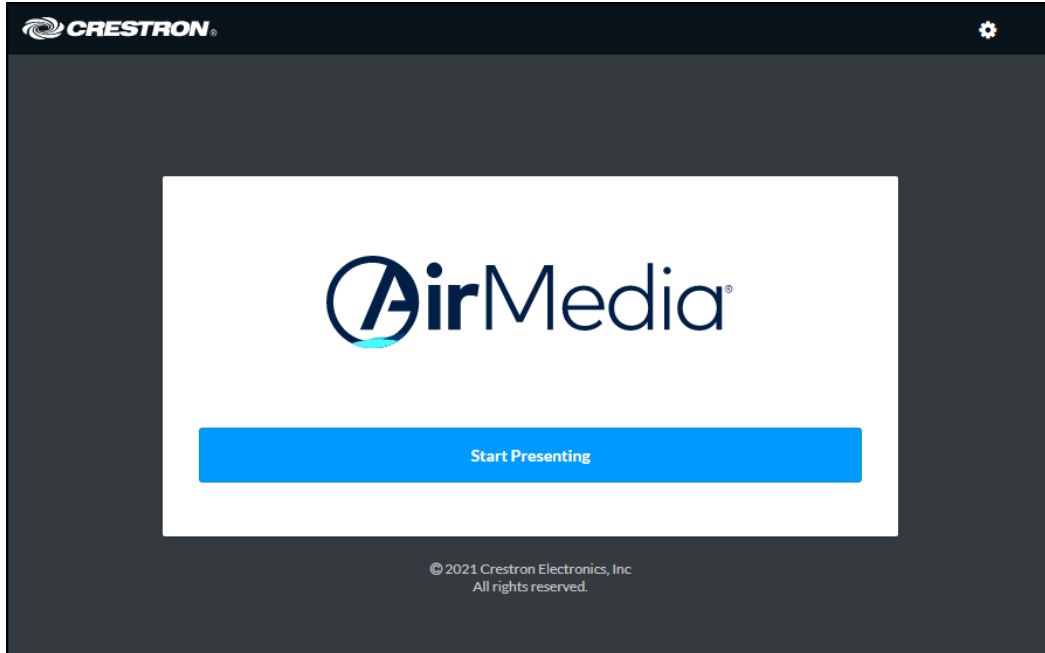 CRESTRON®
AirMedia®
Start Presenting
© 2021 Crestron Electronics, Inc
All rights reserved.